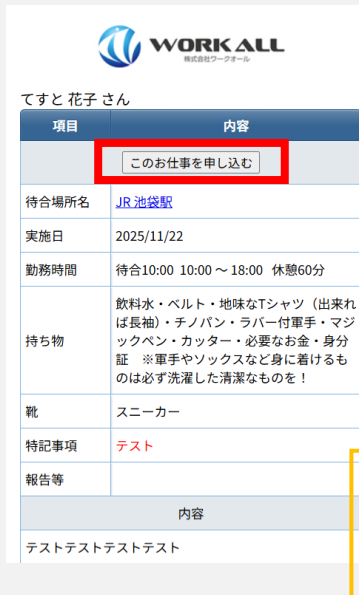 WORK ALL
株式会社ワークオール
てすと 花子 さん
項目 内容
このお仕事を申し込む
待合場所名 JR 池袋駅
実施日 2025/11/22
勤務時間 待合10:00 10:00 ~ 18:00 休憩60分
持ち物 飲料水・ベルト・地味なTシャツ（出来れ
ば長袖）・チノパン・ラバー付軍手・マジ
ックペン・カッター・必要なお金・身分
証 ※軍手やソックスなど身に着けるも
のは必ず洗濯した清潔なものを！
靴 スニーカー
特記事項 テスト
報告等
内容
テストテストテストテスト